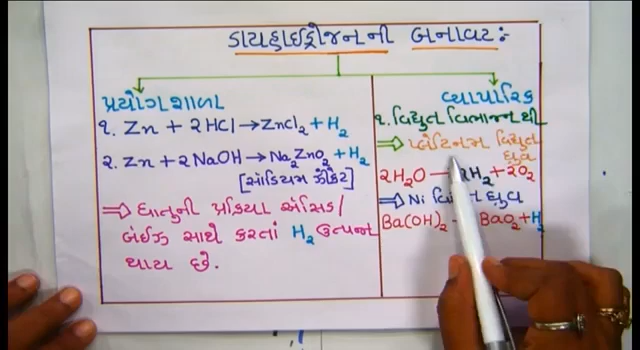 ડાયહાઈડ્રોજનની બનાવટ:-
પ્રયોગશાળા
૧. Zn + 2HCl → ZnCl₂ + H₂
૨. Zn + 2NaOH → Na₂ZnO₂ + H₂
[સોડિયમ ઝીંકેટ]
⇒ ધાતુની પ્રક્રિયા એસિડ/
બેઈઝ સાથે કરતાં H₂ ઉત્પન્ન
થાય છે.
વ્યાપારિક
૧. વિદ્યુત વિભાજનથી
⇒ પ્લેટિનમ વિદ્યુત
ધ્રુવ
2H₂O — 2H₂ + 2O₂
⇒ Ni ધ્રુવ
Ba(OH)₂ - BaO₂ + H₂